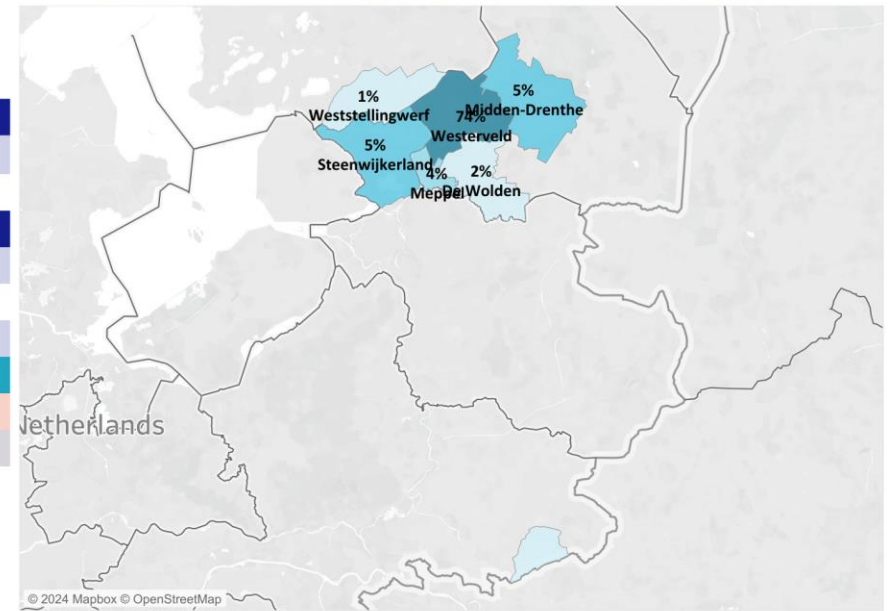 5%
Midden-Drenthe
1%
Weststellingwerf
74%
Westerveld
5%
Steenwijkerland
2%
De Wolden
4%
Meppel
Netherlands
© 2024 Mapbox © OpenStreetMap